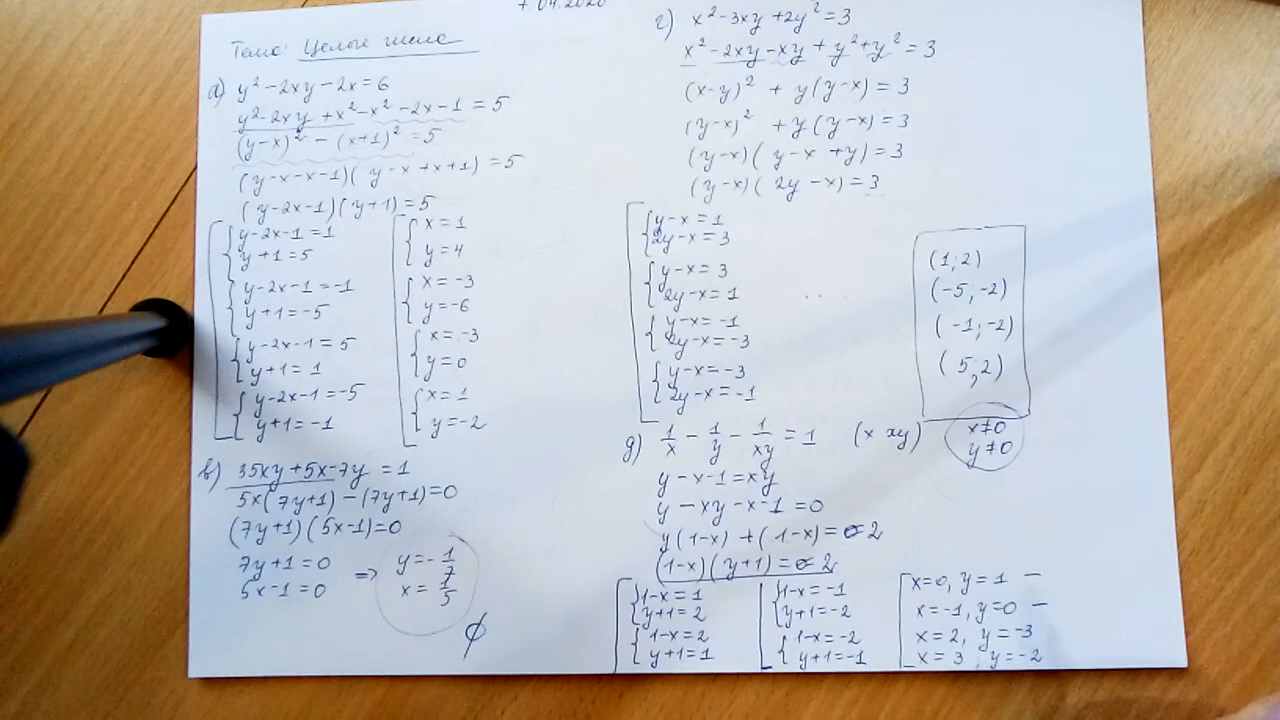 7.04.2020
Тема: Целые числа
а) y² - 2xy - 2x = 6
y² - 2xy + x² - x² - 2x - 1 = 5
(y-x)² - (x+1)² = 5
(y-x-x-1)(y-x+x+1) = 5
(y-2x-1)(y+1) = 5
y-2x-1 = 1
y+1 = 5
y-2x-1 = -1
y+1 = -5
y-2x-1 = 5
y+1 = 1
y-2x-1 = -5
y+1 = -1
x = 1
y = 4
x = -3
y = -6
x = -3
y = 0
x = 1
y = -2
в) 35xy + 5x - 7y = 1
5x(7y+1) - (7y+1) = 0
(7y+1)(5x-1) = 0
7y+1 = 0
5x-1 = 0
=> y = -1/7
x = 1/5
∅
г) x² - 3xy + 2y² = 3
x² - 2xy - xy + y² + y² = 3
(x-y)² + y(y-x) = 3
(y-x)² + y(y-x) = 3
(y-x)(y-x+y) = 3
(y-x)(2y-x) = 3
y-x = 1
2y-x = 3
y-x = 3
2y-x = 1
y-x = -1
2y-x = -3
y-x = -3
2y-x = -1
....
(1; 2)
(-5, -2)
(-1; -2)
(5, 2)
д) 1/x - 1/y - 1/xy = 1 (x xy)
x≠0
y≠0
y - x - 1 = xy
y - xy - x - 1 = 0
y(1-x) + (1-x) = 2
(1-x)(y+1) = 2
1-x = 1
y+1 = 2
1-x = 2
y+1 = 1
1-x = -1
y+1 = -2
1-x = -2
y+1 = -1
x=0, y=1 —
x=-1, y=0 —
x=2, y=-3
x=3, y=-2